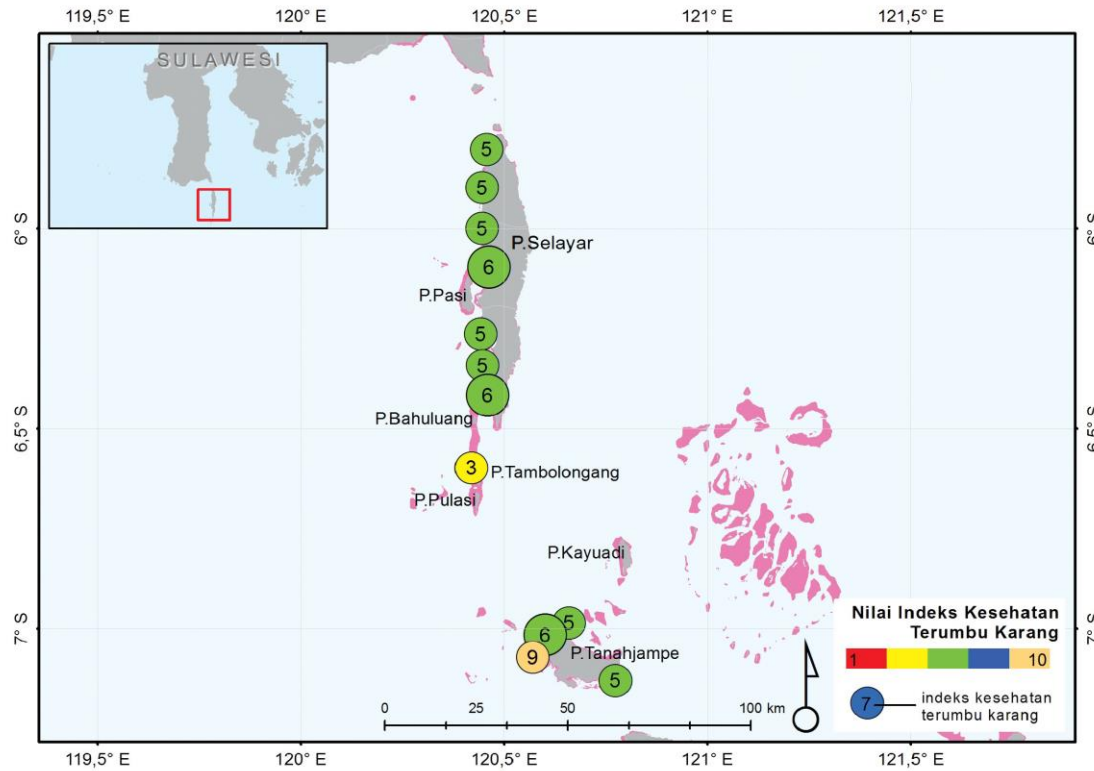 119,5° E
120° E
120,5° E
121° E
121,5° E
SULAWESI
5
5
6° S
5
P.Selayar
6° S
6
P.Pasi
5
5
6
P.Bahuluang
6,5° S
6,5° S
3
P.Tambolongang
P.Pulasi
P.Kayuadi
7° S
5
7° S
6
P.Tanahjampe
9
5
Nilai Indeks Kesehatan
Terumbu Karang
1
10
7
indeks kesehatan
terumbu karang
0
25
50
100 km
119,5° E
120° E
120,5° E
121° E
121,5° E